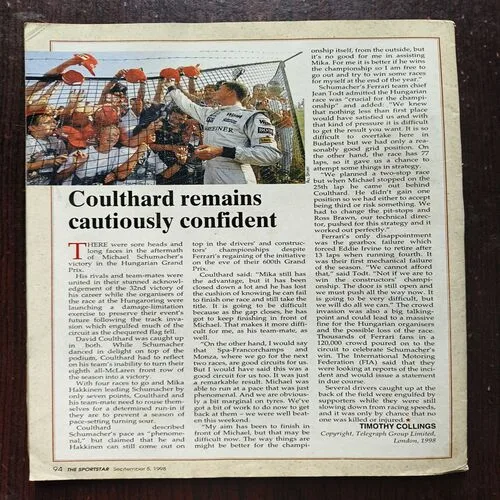 Coulthard remains
cautiously confident
THERE were sore heads and
long faces in the aftermath
of Michael Schumacher's
victory in the Hungarian Grand
Prix.
His rivals and team-mates were
united in their stunned acknowl-
edgement of the 32nd victory of
his career while the organisers of
the race at the Hungaroring were
launching a damage-limitation
exercise to preserve their event's
future following the track inva-
sion which engulfed much of the
circuit as the chequered flag fell.
David Coulthard was caught up
in both. While Schumacher
danced in delight on top of the
podium, Coulthard had to reflect
on his team's inability to turn their
eighth all-McLaren front row of
the season into a victory.
With four races to go and Mika
Hakkinen leading Schumacher by
only seven points, Coulthard and
his team-mate need to rouse them-
selves for a determined run-in if
they are to prevent a season of
pace-setting turning sour.
Coulthard described
Schumacher's pace as "phenome-
nal," but claimed that he and
Hakkinen can still come out on
top in the drivers' and construc-
tors' championships despite
Ferrari's regaining of the initiative
on the eve of their 600th Grand
Prix.
Coulthard said: "Mika still has
the advantage, but it has been
closed down a lot and he has lost
the cushion of knowing he can fail
to finish one race and still take the
title. It is going to be difficult
because as the gap closes, he has
got to keep finishing in front of
Michael. That makes it more diffi-
cult for me, as his team-mate, as
well.
"On the other hand, I would say
that Spa-Francorchamps and
Monza, where we go for the next
two races, are good circuits for us.
But I would have said this was a
good circuit for us too. It was just
a remarkable result. Michael was
able to run at a pace that was just
phenomenal. And we are obvious-
ly a bit marginal on tyres. We've
got a bit of work to do now to get
back at them — we were well beat-
en this weekend.
"My aim has been to finish in
front of Michael, but that may be
difficult now. The way things are
might be better for the champi-
onship itself, from the outside, but
it's no good for me in assisting
Mika. For me it is better if he wins
the championship so I am free to
go out and try to win some races
for myself at the end of the year."
Schumacher's Ferrari team chief
Jean Todt admitted the Hungarian
race was "crucial for the champi-
onship" and added: "We knew
that nothing less than first place
would have satisfied us and with
that kind of pressure it is difficult
to get the result you want. It is so
difficult to overtake here in
Budapest but we had only a rea-
sonably good grid position. On
the other hand, the race has 77
laps, so it gave us a chance to
attempt some things in strategy.
"We planned a two-stop race
but when Michael stopped on the
25th lap he came out behind
Coulthard. He didn't gain one
position so we had either to accept
being third or risk something. We
had to change the pit-stops and
Ross Brawn, our technical direc-
tor, pushed for this strategy and it
worked out perfectly."
Ferrari's only disappointment
was the gearbox failure which
forced Eddie Irvine to retire after
13 laps when running fourth. It
was their first mechanical failure
of the season. "We cannot afford
that," said Todt. "Not if we are to
win the constructors' champi-
onship. The door is still open and
we must push all the way now. It
is going to be very difficult, but
we will do all we can." The crowd
invasion was also a big talking-
point and could lead to a massive
fine for the Hungarian organisers
and the possible loss of the race.
Thousands of Ferrari fans in a
120,000 crowd poured on to the
circuit to celebrate Schumacher's
win. The International Motoring
Federation (FIA) said that they
were looking at reports of the inci-
dent and would issue a statement
in due course.
Several drivers caught up at the
back of the field were engulfed by
supporters while they were still
slowing down from racing speeds,
and it was only by chance that no
one was killed or injured.★
TIMOTHY COLLINGS
Copyright, Telegraph Group Limited,
London, 1998
94 THE SPORTSTAR September 5, 1998